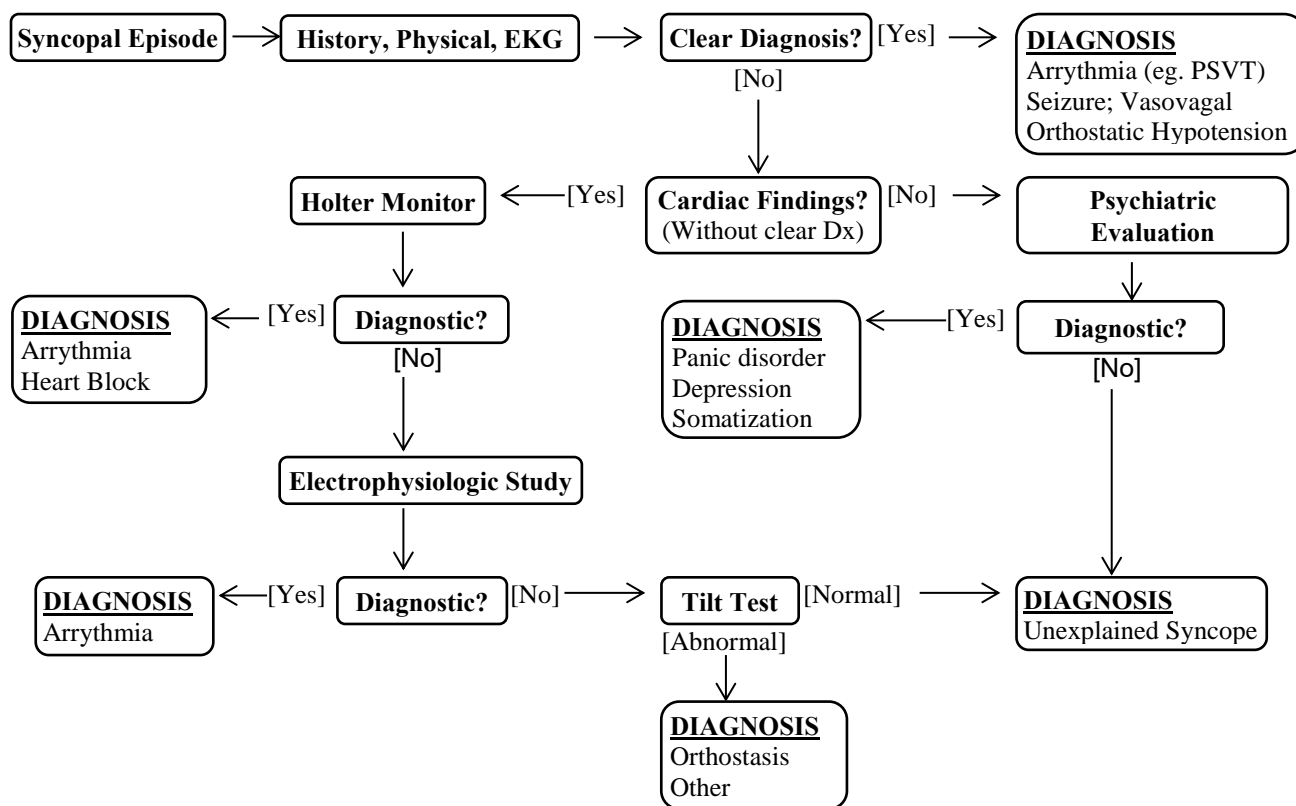 Syncopal Episode
History, Physical, EKG
Clear Diagnosis?
[Yes]
DIAGNOSIS
Arrythmia (eg. PSVT)
Seizure; Vasovagal
Orthostatic Hypotension
[No]
Holter Monitor
[Yes]
Cardiac Findings?
(Without clear Dx)
[No]
Psychiatric
Evaluation
DIAGNOSIS
Arrythmia
Heart Block
[Yes]
Diagnostic?
[No]
DIAGNOSIS
Panic disorder
Depression
Somatization
[Yes]
Diagnostic?
[No]
Electrophysiologic Study
DIAGNOSIS
Arrythmia
[Yes]
Diagnostic?
[No]
Tilt Test
[Normal]
[Abnormal]
DIAGNOSIS
Unexplained Syncope
DIAGNOSIS
Orthostasis
Other